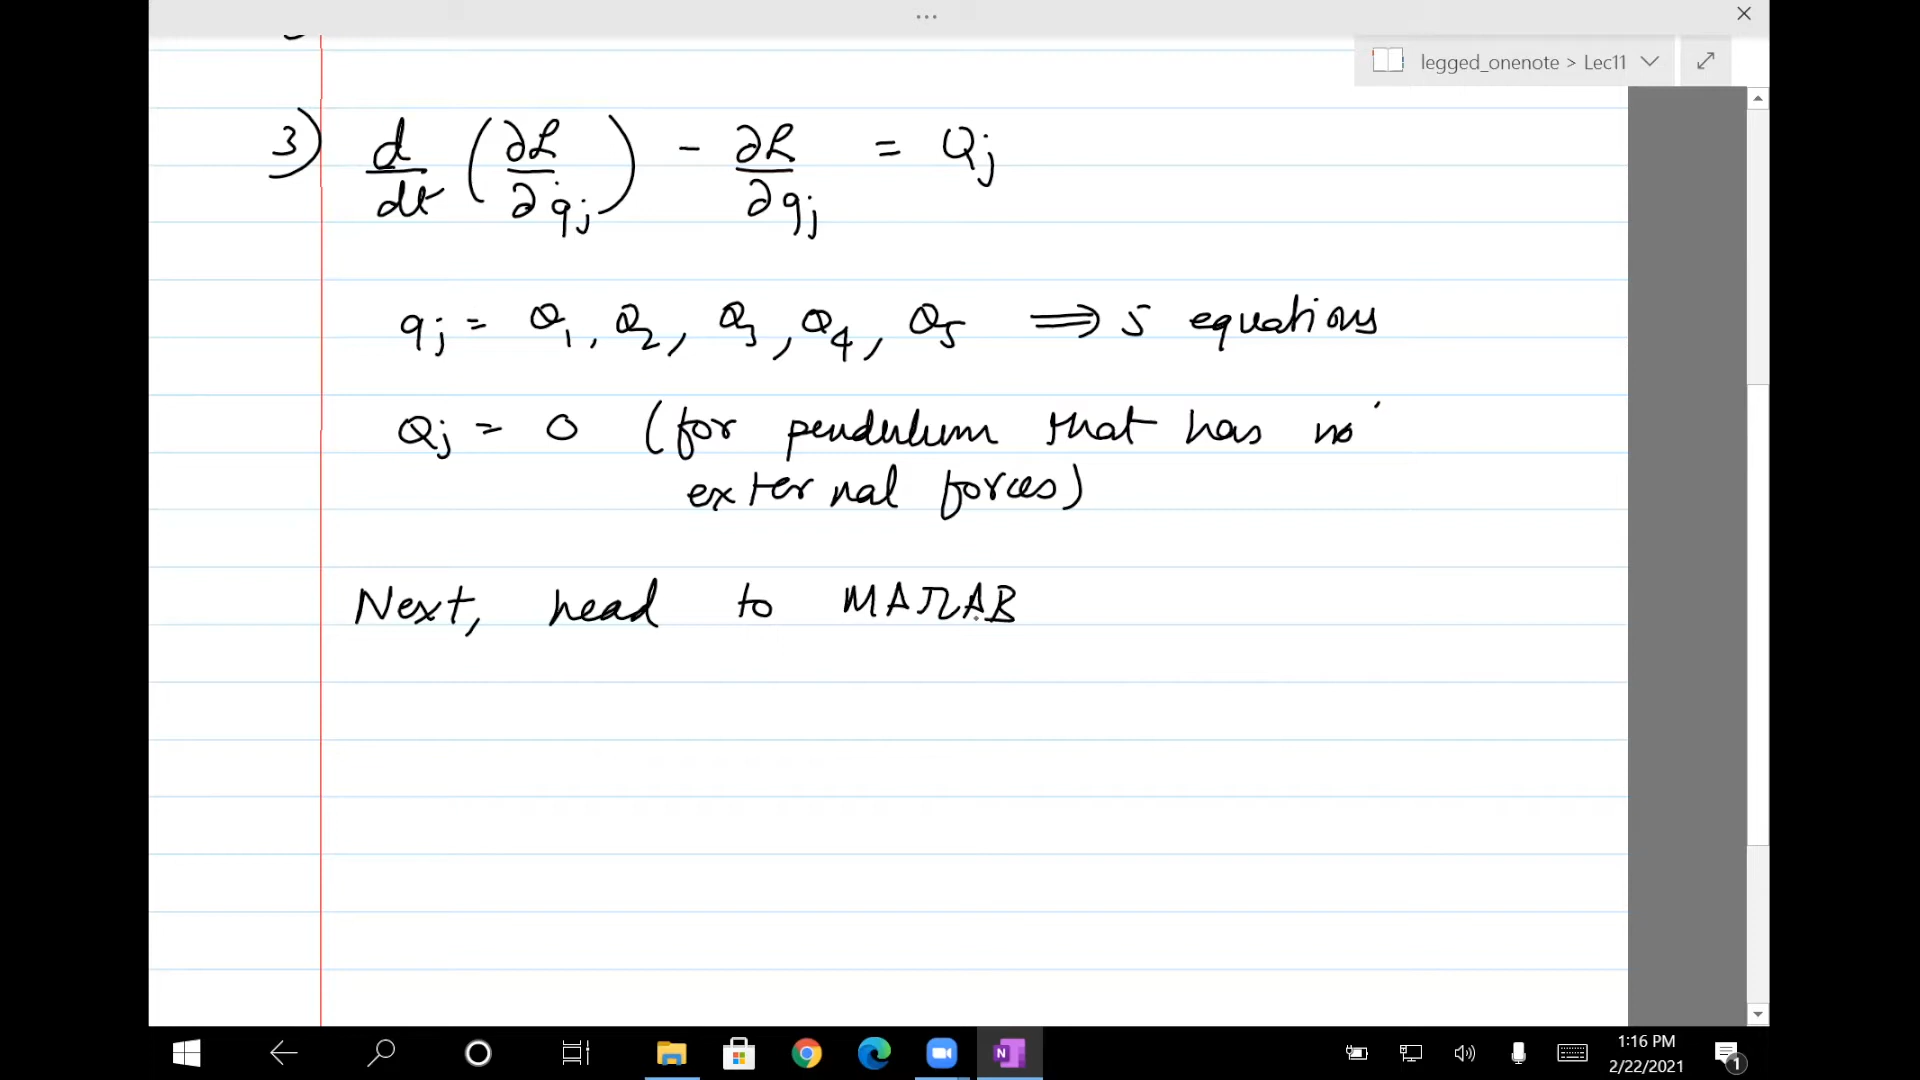 ...
legged_onenote > Lec11
3) d/dt (∂L/∂q̇j) - ∂L/∂qj = Qj
qj = θ1, θ2, θ3, θ4, θ5 ⟹ 5 equations
Qj = 0 (for pendulum that has no
external forces)
Next, head to MATLAB
1:16 PM
2/22/2021
1